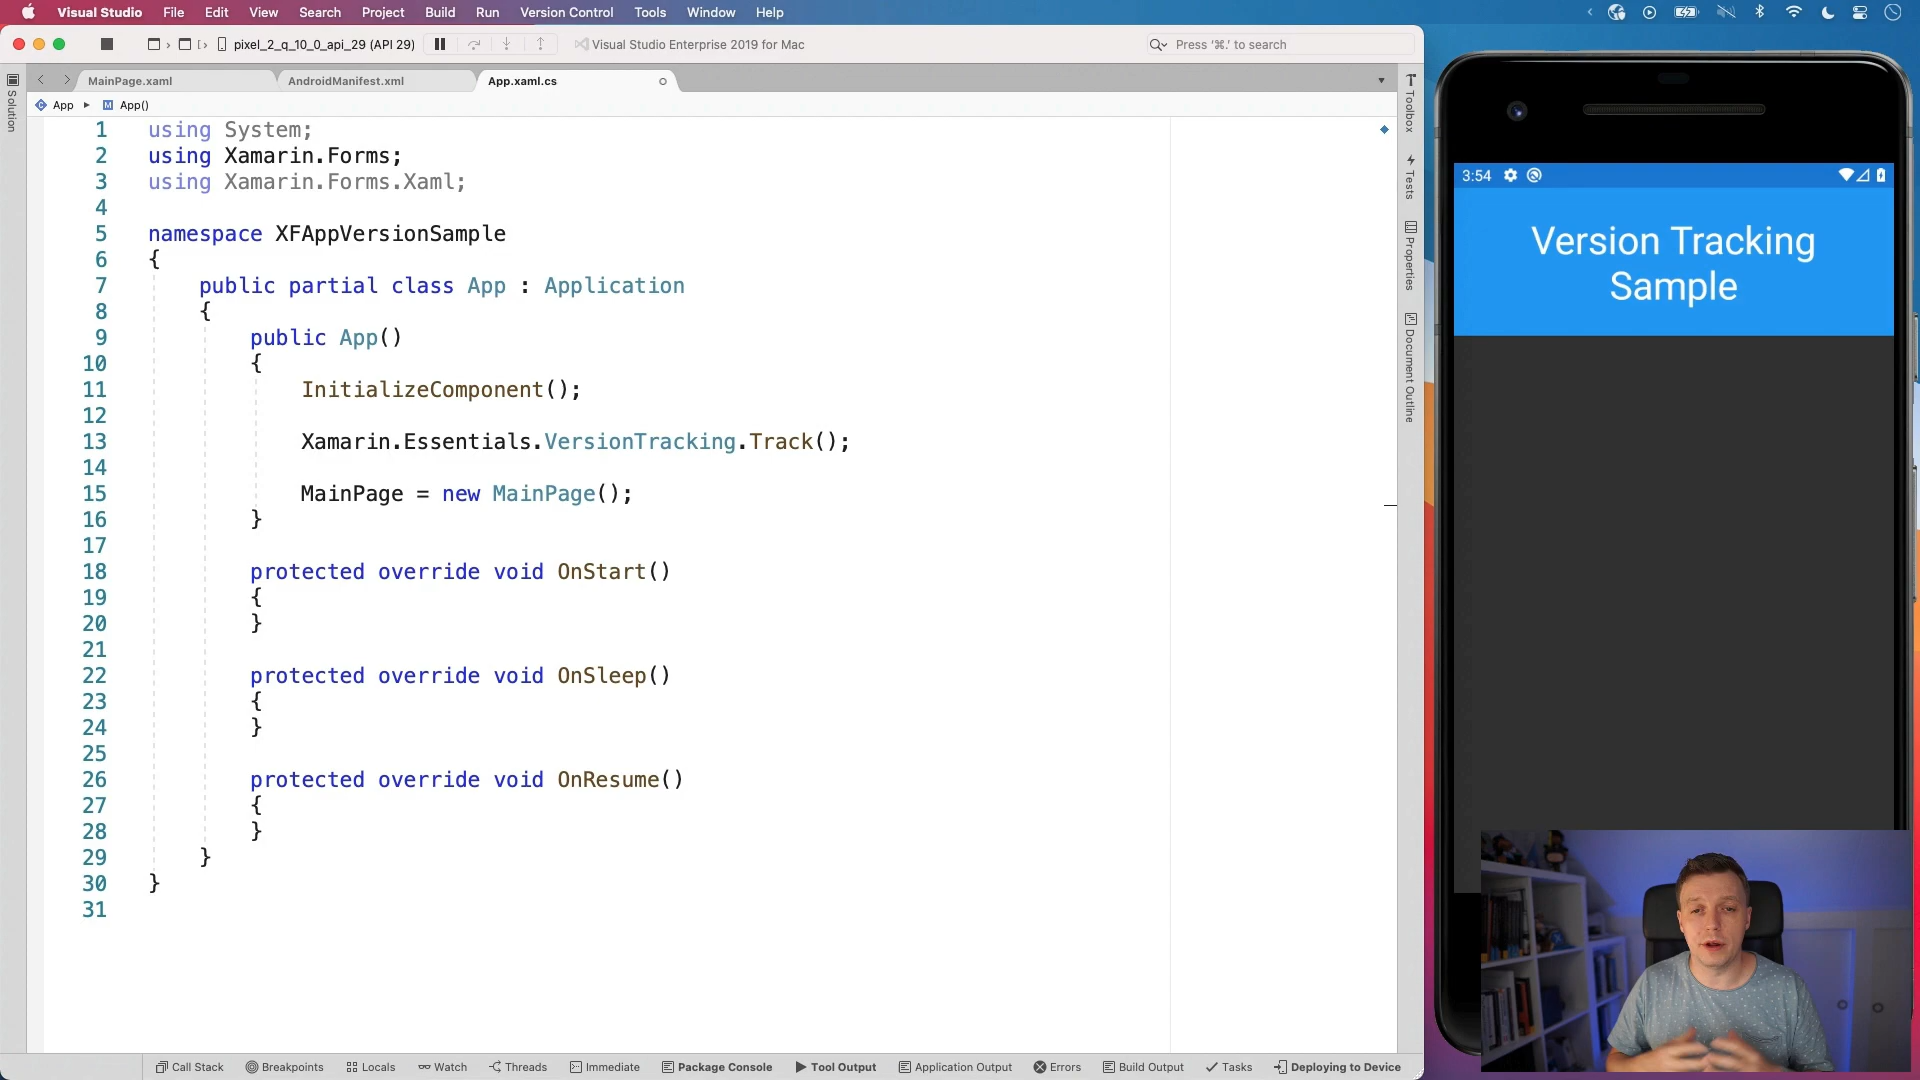 Visual Studio File Edit View Search Project Build Run Version Control Tools Window Help
pixel_2_q_10_0_api_29 (API 29) Visual Studio Enterprise 2019 for Mac Press '⌘.' to search
MainPage.xaml AndroidManifest.xml App.xaml.cs
App App()
Solution
Toolbox
Tests
Properties
Document Outline
1 using System;
2 using Xamarin.Forms;
3 using Xamarin.Forms.Xaml;
4
5 namespace XFAppVersionSample
6 {
7 public partial class App : Application
8 {
9 public App()
10 {
11 InitializeComponent();
12
13 Xamarin.Essentials.VersionTracking.Track();
14
15 MainPage = new MainPage();
16 }
17
18 protected override void OnStart()
19 {
20 }
21
22 protected override void OnSleep()
23 {
24 }
25
26 protected override void OnResume()
27 {
28 }
29 }
30 }
31
Call Stack Breakpoints Locals Watch Threads Immediate Package Console Tool Output Application Output Errors Build Output Tasks Deploying to Device
3:54
Version Tracking
Sample